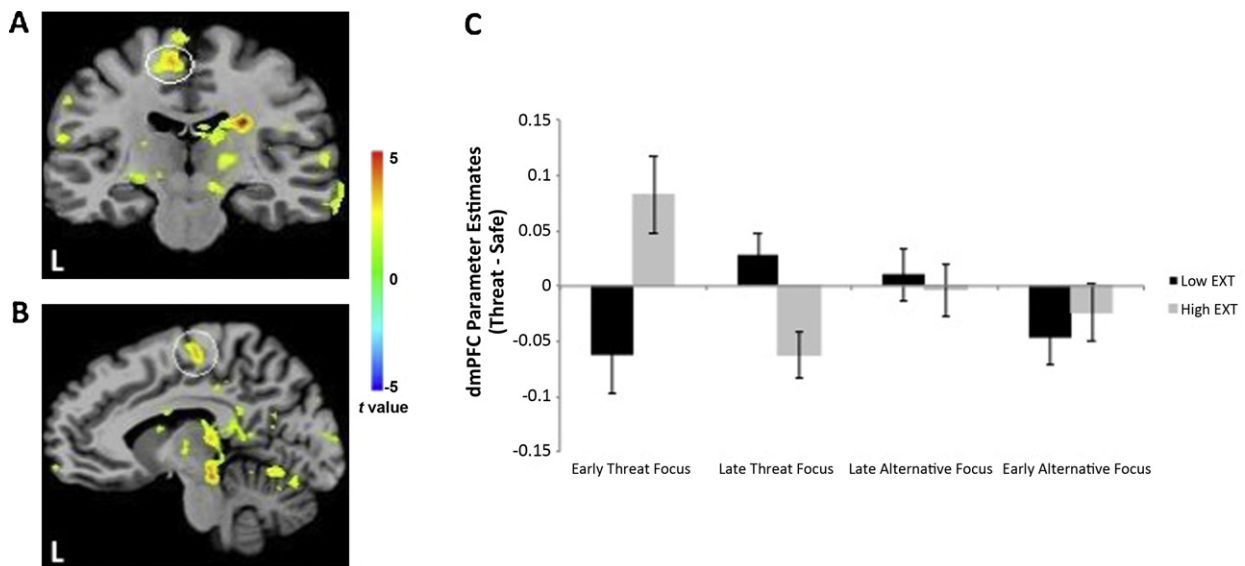 A
L
B
L
5
0
-5
t value
C
dmPFC Parameter Estimates
(Threat - Safe)
0.15
0.1
0.05
0
-0.05
-0.1
-0.15
Early Threat Focus
Late Threat Focus
Late Alternative Focus
Early Alternative Focus
Low EXT
High EXT